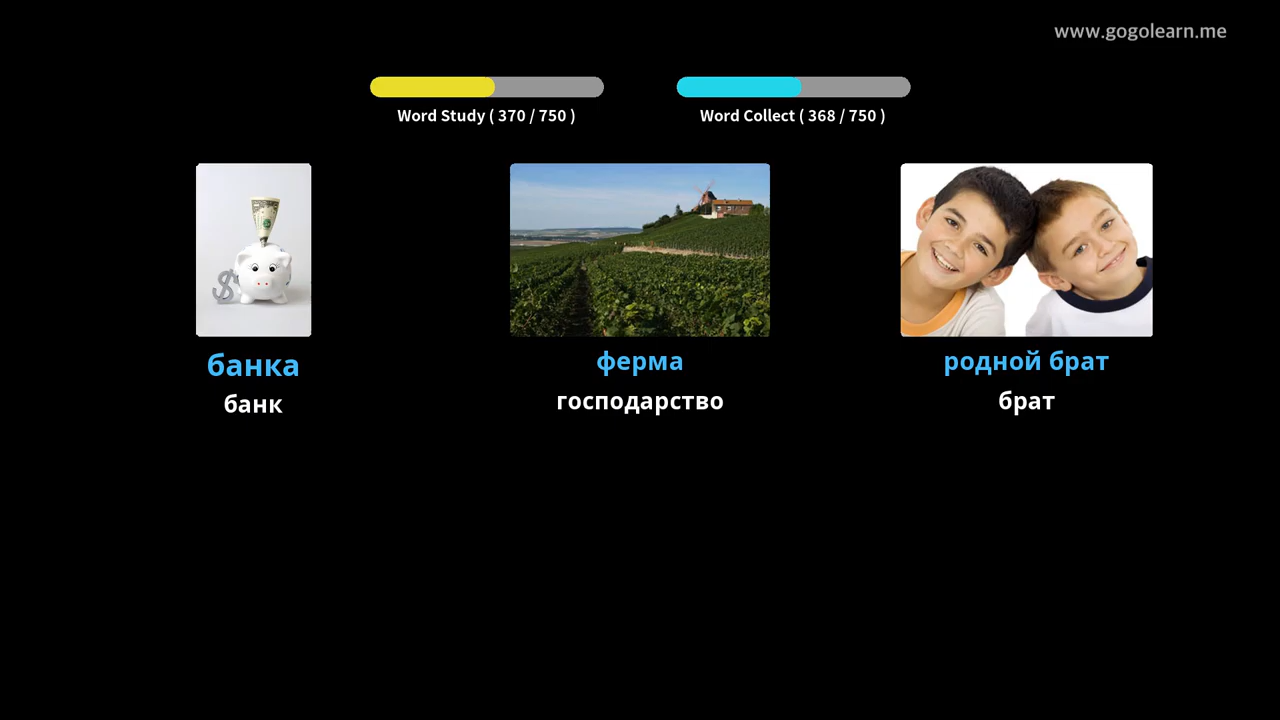 www.gogolearn.me
Word Study ( 370 / 750 )
Word Collect ( 368 / 750 )
$
банка
ферма
родной брат
банк
господарство
брат